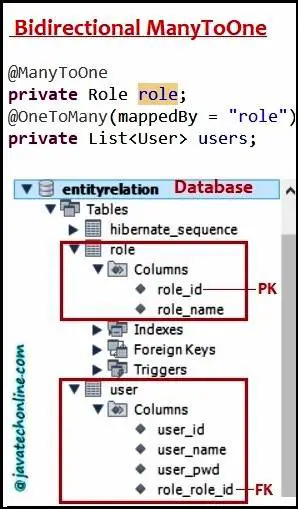 Bidirectional ManyToOne
@ManyToOne
private Role role;
@OneToMany(mappedBy = "role")
private List<User> users;
entityrelation Database
Tables
hibernate_sequence
role
Columns
role_id PK
role_name
Indexes
Foreign Keys
Triggers
user
Columns
user_id
user_name
user_pwd
role_role_id FK
@javatechonline.com